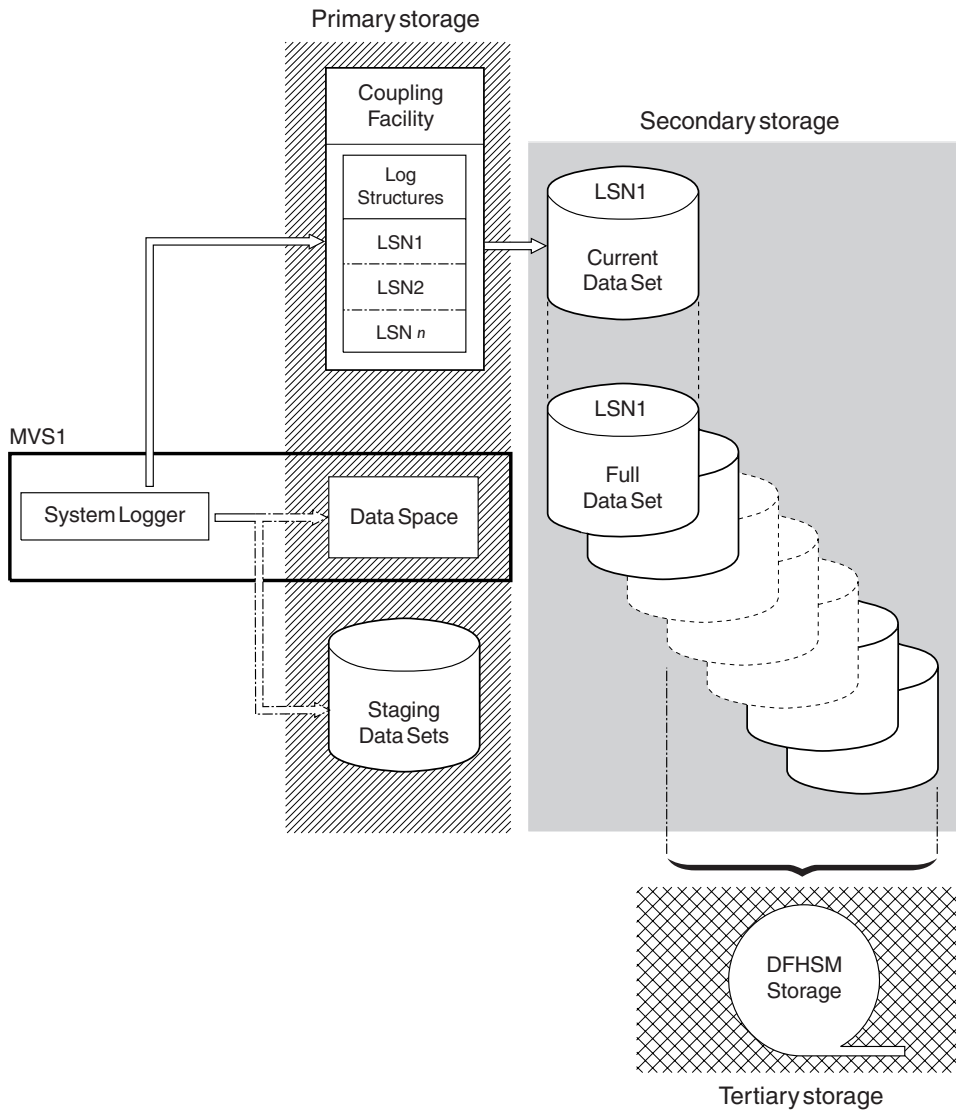 Primary storage
Coupling
Facility
Log
Structures
LSN1
LSN2
LSN n
Secondary storage
LSN1
Current
Data Set
LSN1
Full
Data Set
MVS1
System Logger
Data Space
Staging
Data Sets
DFHSM
Storage
Tertiary storage